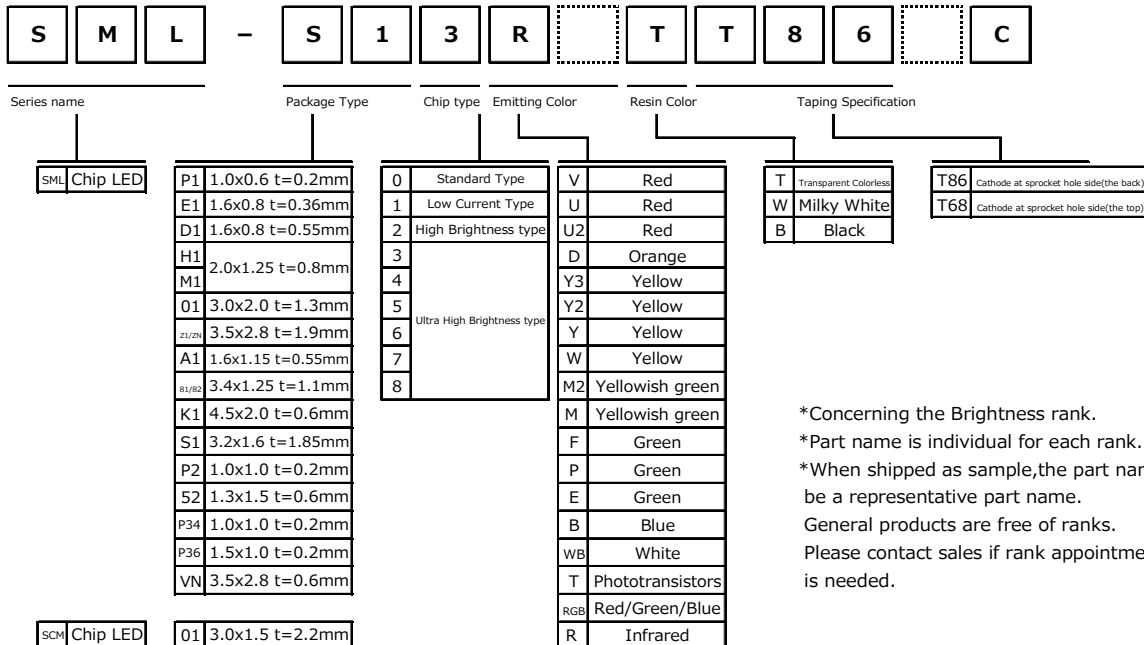 S M L – S 1 3 R T T 8 6 C
Series name Package Type Chip type Emitting Color Resin Color Taping Specification
SML Chip LED
P1 1.0x0.6 t=0.2mm
E1 1.6x0.8 t=0.36mm
D1 1.6x0.8 t=0.55mm
H1
M1
2.0x1.25 t=0.8mm
01 3.0x2.0 t=1.3mm
Z1/ZN 3.5x2.8 t=1.9mm
A1 1.6x1.15 t=0.55mm
81/82 3.4x1.25 t=1.1mm
K1 4.5x2.0 t=0.6mm
S1 3.2x1.6 t=1.85mm
P2 1.0x1.0 t=0.2mm
52 1.3x1.5 t=0.6mm
P34 1.0x1.0 t=0.2mm
P36 1.5x1.0 t=0.2mm
VN 3.5x2.8 t=0.6mm
SCM Chip LED
01 3.0x1.5 t=2.2mm
0 Standard Type
1 Low Current Type
2 High Brightness type
3
4
5
6
7
8
Ultra High Brightness type
V Red
U Red
U2 Red
D Orange
Y3 Yellow
Y2 Yellow
Y Yellow
W Yellow
M2 Yellowish green
M Yellowish green
F Green
P Green
E Green
B Blue
WB White
T Phototransistors
RGB Red/Green/Blue
R Infrared
T Transparent Colorless
W Milky White
B Black
T86 Cathode at sprocket hole side(the back)
T68 Cathode at sprocket hole side(the top)
*Concerning the Brightness rank.
*Part name is individual for each rank.
*When shipped as sample,the part
be a representative part name.
General products are free of ranks.
Please contact sales if rank
is needed.